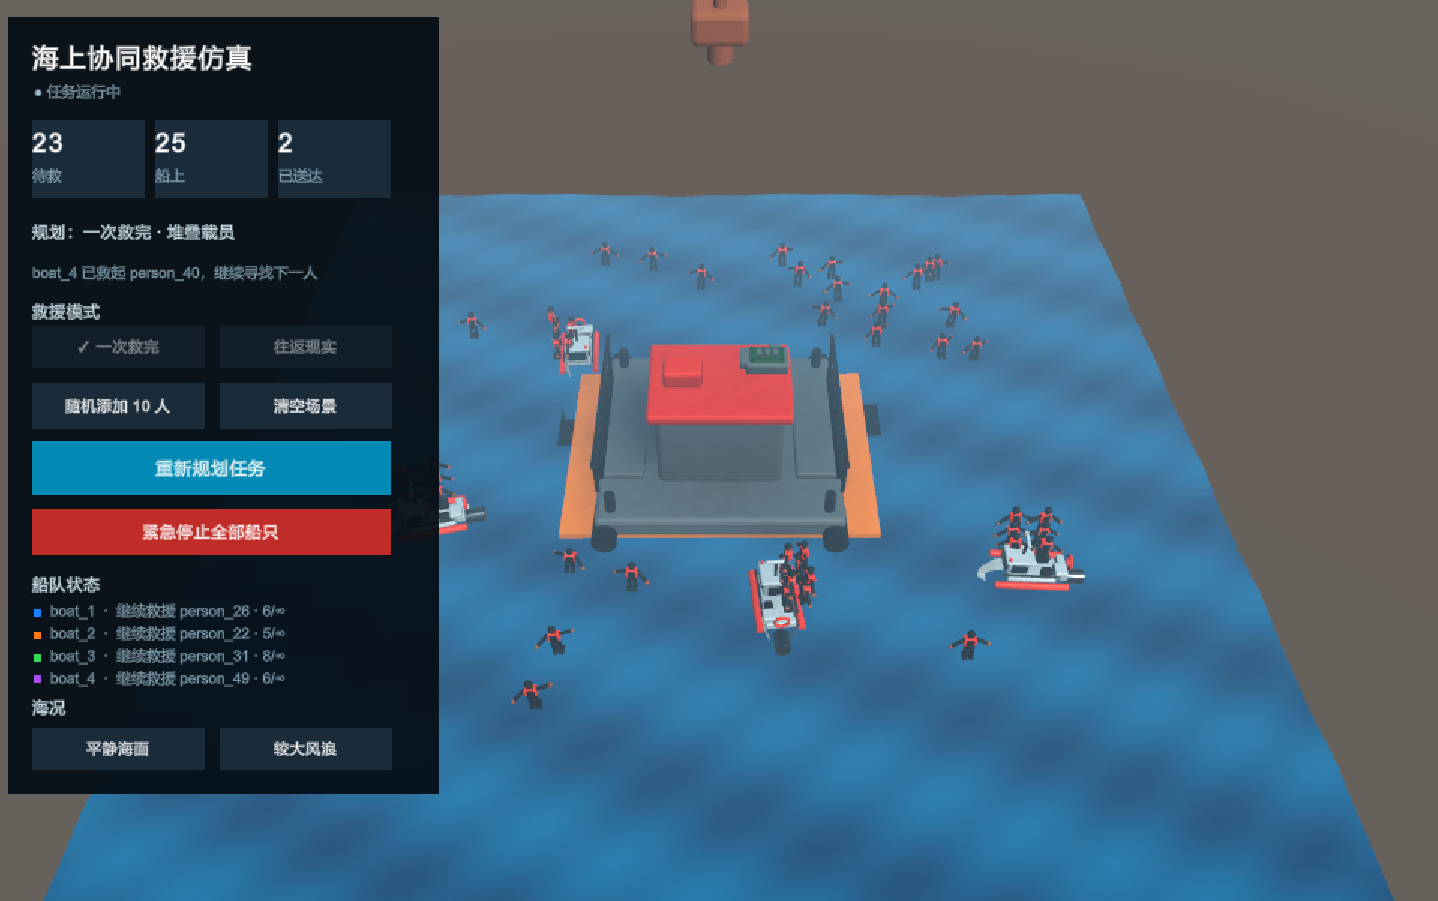 海上协同救援仿真
• 任务运行中
23 25 2
待救 船上 已送达
规划：一次救完 · 堆叠载员
boat_4 已救起 person_40，继续寻找下一人
救援模式
✓ 一次救完 往返现实
随机添加 10 人 清空场景
重新规划任务
紧急停止全部船只
船队状态
boat_1 · 继续救援 person_26 · 6/∞
boat_2 · 继续救援 person_22 · 5/∞
boat_3 · 继续救援 person_31 · 8/∞
boat_4 · 继续救援 person_49 · 6/∞
海况
平静海面 较大风浪